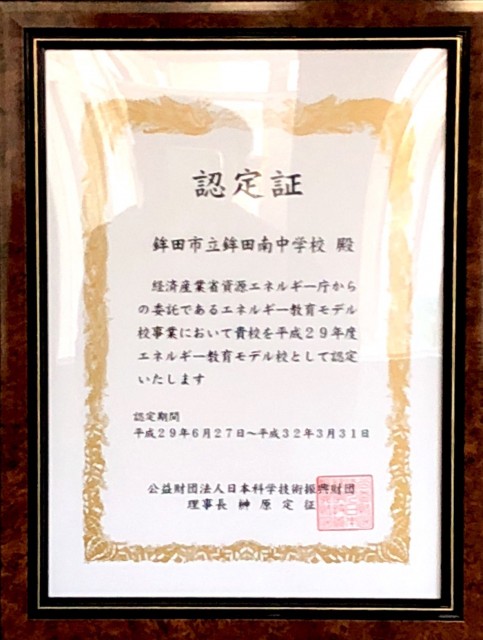 認定証
鉾田市立鉾田南中学校 殿
経済産業省資源エネルギー庁から
の委託であるエネルギー教育モデル
校事業において貴校を平成29年度
エネルギー教育モデル校として認定
いたします
認定期間
平成29年6月27日～平成32年3月31日
公益財団法人日本科学技術振興財団
理事長 榊原定征